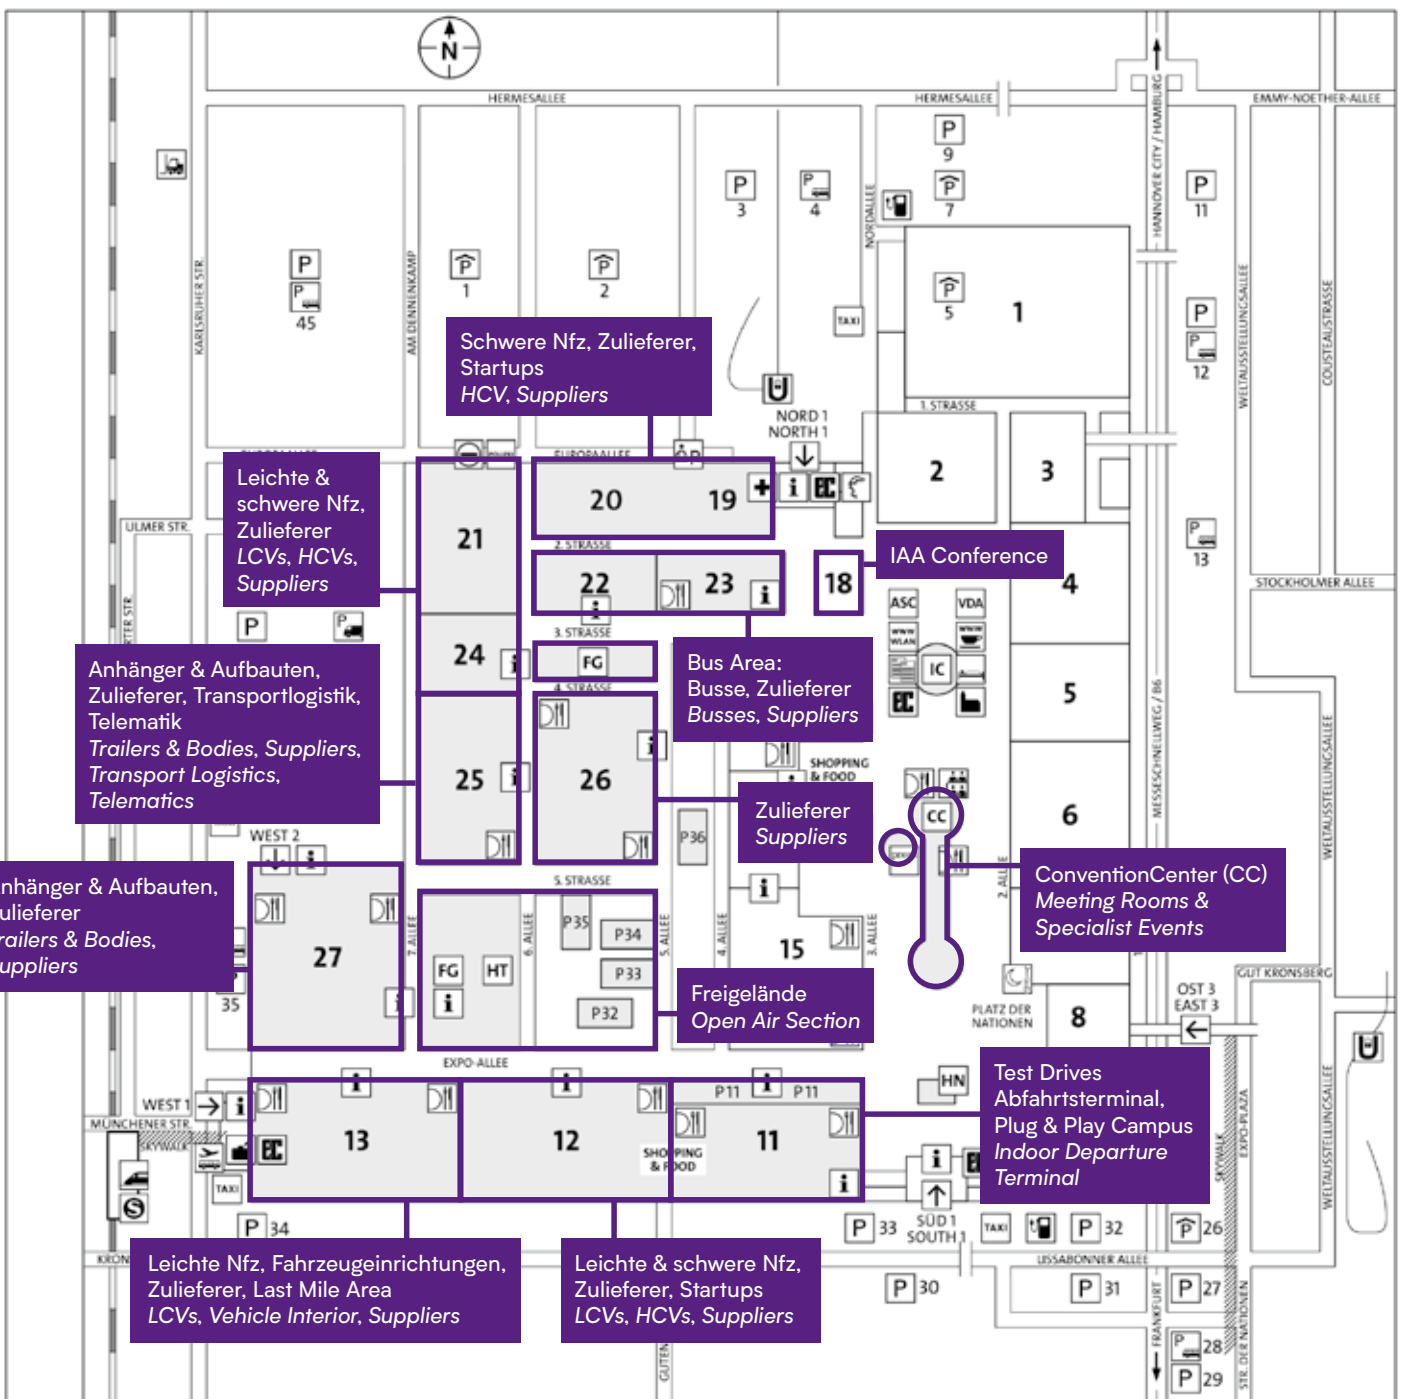 N
HERMESALLEE
HERMESALLEE
EMMY-NOETHER-ALLEE
HANNOVER CITY / HAMBURG
P
9
P
3
P
4
P
7
P
11
NORDALLEE
KARLSRUHER STR.
AM DENNENKAMP
WELTAUSSTELLUNGSALLEE
COUSTEAUSTRASSE
P
P
45
P
1
P
2
P
5
1
TAXI
P
P
12
Schwere Nfz, Zulieferer,
Startups
HCV, Suppliers
U
NORD 1
NORTH 1
1. STRASSE
2
3
EUROPAALLEE
Leichte &
schwere Nfz,
Zulieferer
LCVs, HCVs,
Suppliers
21
20
19
i
EC
ULMER STR.
2. STRASSE
P
13
IAA Conference
22
23
i
i
18
4
STOCKHOLMER ALLEE
P
P
3. STRASSE
24
i
FG
4. STRASSE
ASC
VDA
WWW
WLAN
WWW
IC
EC
5
Anhänger & Aufbauten,
Zulieferer, Transportlogistik,
Telematik
Trailers & Bodies, Suppliers,
Transport Logistics,
Telematics
Bus Area:
Busse, Zulieferer
Busses, Suppliers
MESSESCHNELLWEG / B6
WELTAUSSTELLUNGSALLEE
25
i
26
i
SHOPPING
& FOOD
Zulieferer
Suppliers
P36
CC
6
WEST 2
i
5. STRASSE
i
2. ALLEE
ConventionCenter (CC)
Meeting Rooms &
Specialist Events
nhänger & Aufbauten,
ulieferer
railers & Bodies,
uppliers
27
i
35
7. ALLEE
6. ALLEE
5. ALLEE
4. ALLEE
3. ALLEE
FG
HT
i
P35
P34
P33
P32
15
Freigelände
Open Air Section
PLATZ DER
NATIONEN
8
OST 3
EAST 3
GUT KRONSBERG
U
EXPO-ALLEE
HN
Test Drives
Abfahrtsterminal,
Plug & Play Campus
Indoor Departure
Terminal
WEST 1
i
MÜNCHENER STR.
SKYWALK
EC
TAXI
S
i
13
i
12
SHOPPING
& FOOD
P11
i
P11
11
i
i
SÜD 1
SOUTH 1
SKYWALK
EXPO-PLAZA
WELTAUSSTELLUNGSALLEE
P 34
P 33
TAXI
P 32
P 26
KRON
LISSABONNER ALLEE
Leichte Nfz, Fahrzeugeinrichtungen,
Zulieferer, Last Mile Area
LCVs, Vehicle Interior, Suppliers
Leichte & schwere Nfz,
Zulieferer, Startups
LCVs, HCVs, Suppliers
P 30
P 31
P 27
P 28
P 29
GUTEN
FRANKFURT
STR. DER NATIONEN